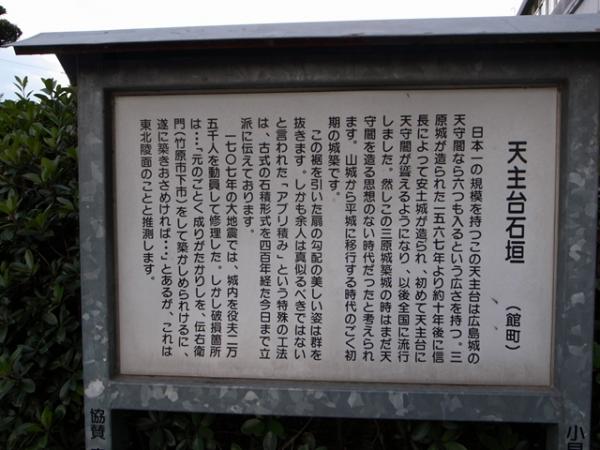 天主台石垣
（館町）
日本一の規模を持つこの天主台は広島城の
天守閣なら六つも入るという広さを持つ。三
原城が造られた一五六七年より約十年後に信
長によって安土城が造られ、初めて天主台に
天守閣が聳えるようになり、以後全国に流行
しました。然しこの三原城築城の時はまだ天
守閣を造る思想のない時代だったと考えられ
ます。山城から平城に移行する時代のごく初
期の城築です。
この裾を引いた扇の勾配の美しい姿は群を
抜きます。しかも余人は真似るべきではない
と言われた「アブリ積み」という特殊の工法
は、古式の石積形式を四百年経た今日まで立
派に伝えております。
一七〇七年の大地震では、城内を役夫二万
五千人を動員して修理した。しかし破損箇所
は…「元のごとく成りがたかりしを、伝右衛
門（竹原市下市）をして築かしめられけるに、
遂に築きおさめければ…」とあるが、これは
東北陵面のことと推測します。
協賛
小